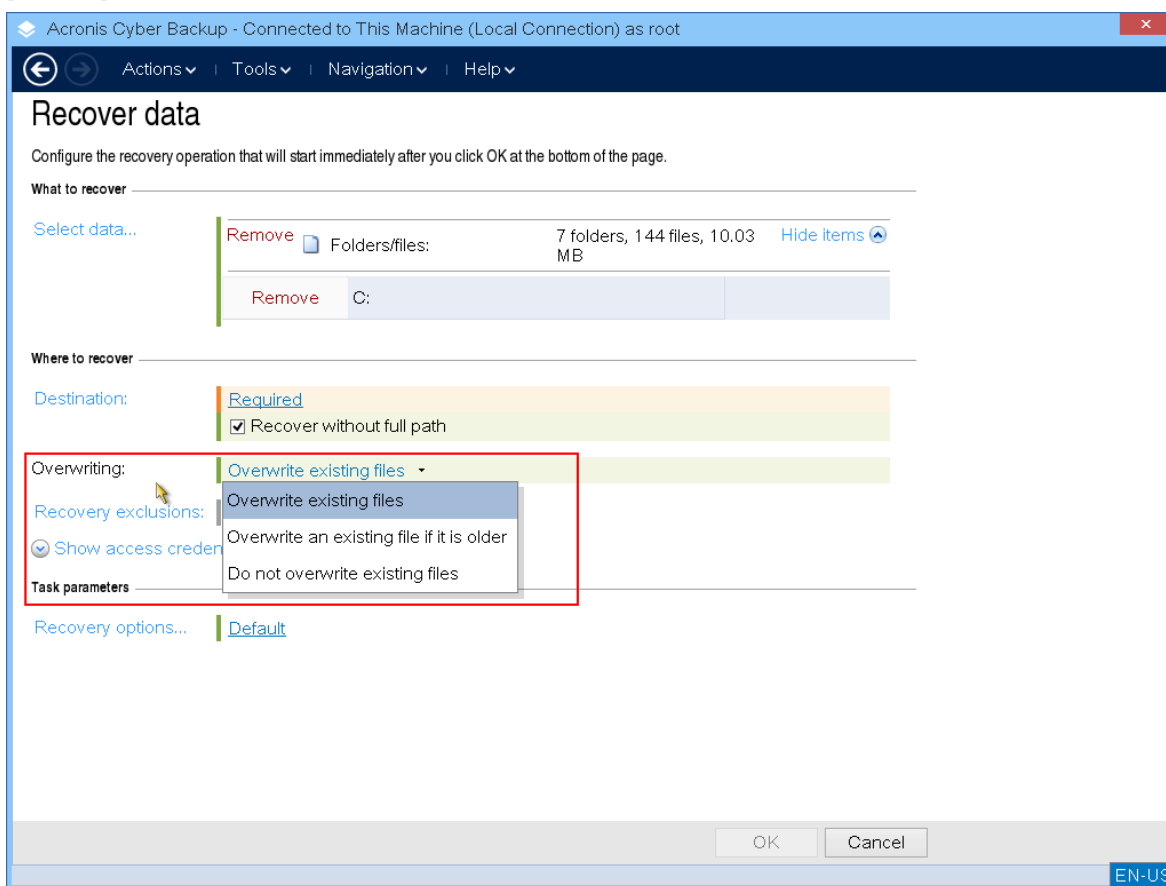 Acronis Cyber Backup - Connected to This Machine (Local Connection) as root
Actions Tools Navigation Help
Recover data
Configure the recovery operation that will start immediately after you click OK at the bottom of the page.
What to recover
Select data...
Remove Folders/files: 7 folders, 144 files, 10.03 MB Hide items
Remove C:
Where to recover
Destination: Required
Recover without full path
Overwriting: Overwrite existing files
Overwrite existing files
Recovery exclusions:
Overwrite an existing file if it is older
Show access creden
Do not overwrite existing files
Task parameters
Recovery options... Default
OK Cancel
EN-US